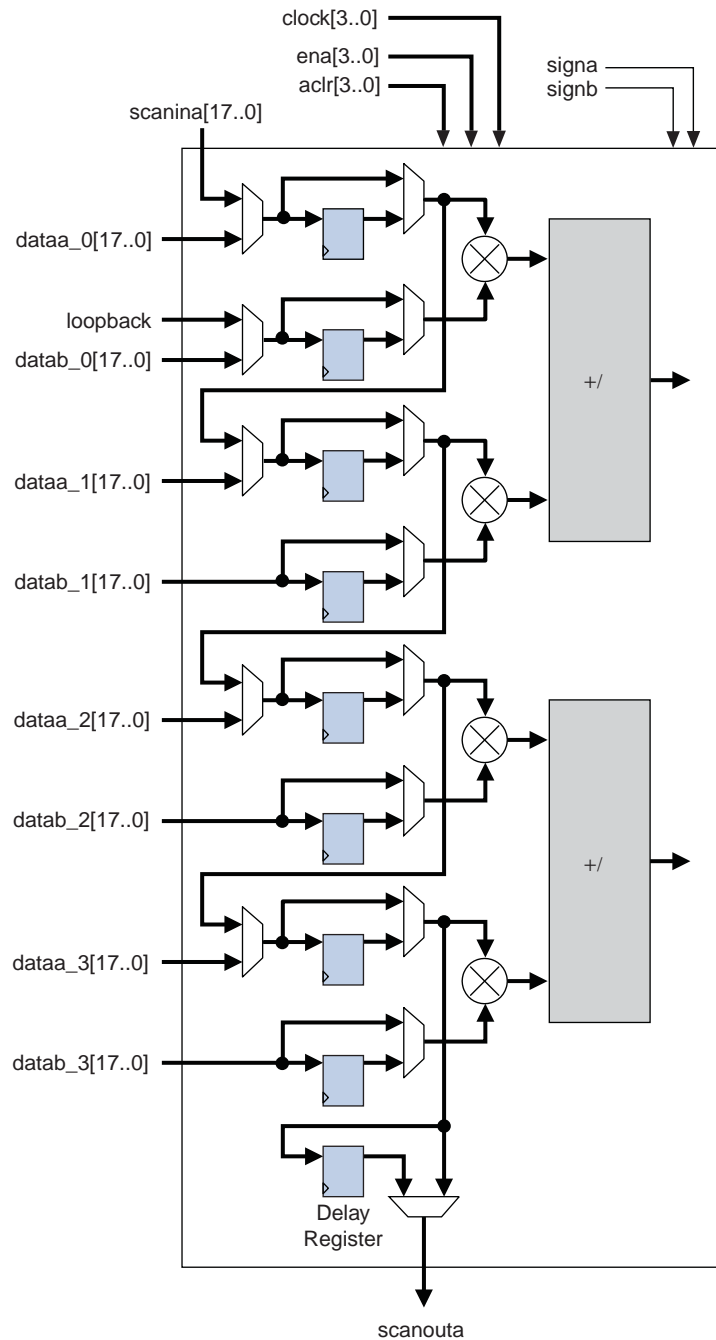 clock[3..0]
ena[3..0]
aclr[3..0]
signa
signb
scanina[17..0]
dataa_0[17..0]
loopback
datab_0[17..0]
+/
dataa_1[17..0]
datab_1[17..0]
dataa_2[17..0]
datab_2[17..0]
+/
dataa_3[17..0]
datab_3[17..0]
Delay
Register
scanouta